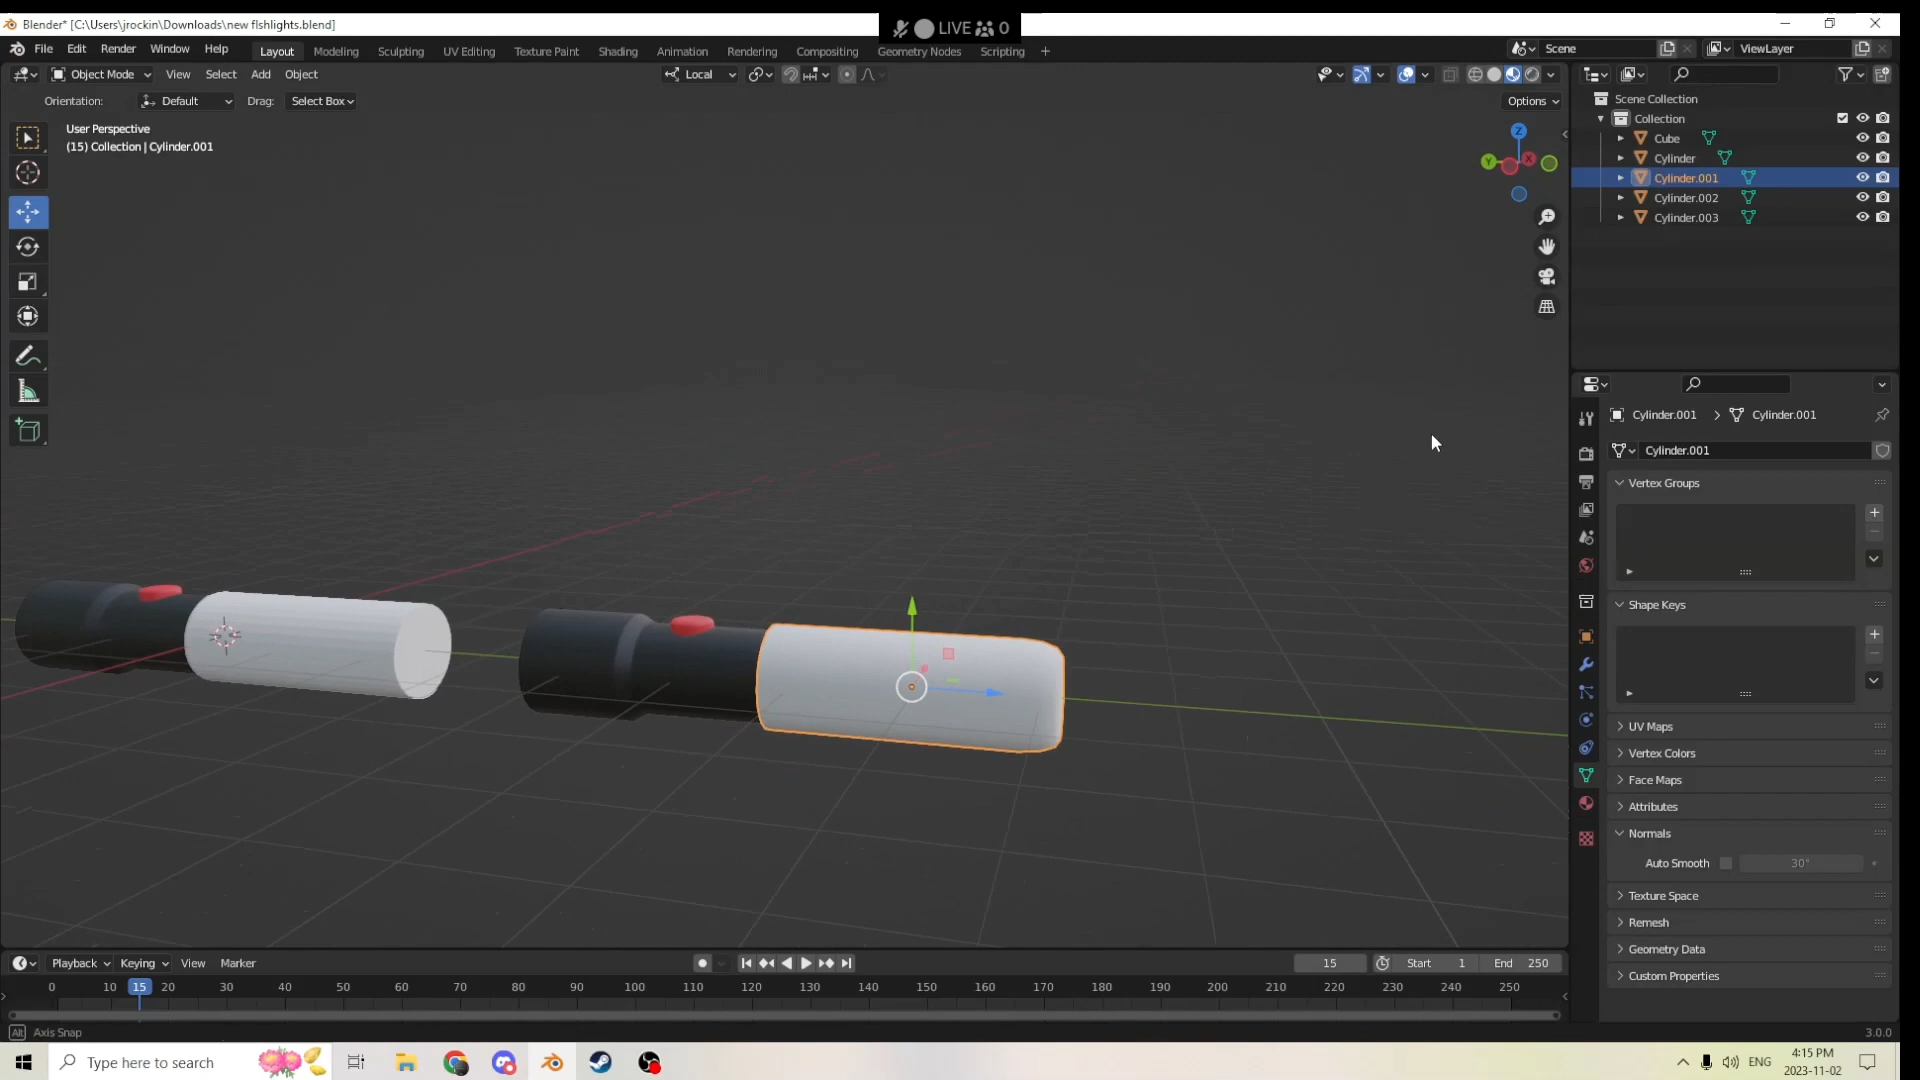 Blender* [C:\Users\jrockin\Downloads\new flshlights.blend]
LIVE 0
File Edit Render Window Help
Layout Modeling Sculpting UV Editing Texture Paint Shading Animation Rendering Compositing Geometry Nodes Scripting +
Scene
ViewLayer
Object Mode View Select Add Object
Local
Orientation: Default Drag: Select Box
Options
User Perspective
(15) Collection | Cylinder.001
Z
Y
X
Scene Collection
Collection
Cube
Cylinder
Cylinder.001
Cylinder.002
Cylinder.003
Cylinder.001 > Cylinder.001
Cylinder.001
Vertex Groups
Shape Keys
UV Maps
Vertex Colors
Face Maps
Attributes
Normals
Auto Smooth 30°
Texture Space
Remesh
Geometry Data
Custom Properties
Playback Keying View Marker
15 Start 1 End 250
0 10 15 20 30 40 50 60 70 80 90 100 110 120 130 140 150 160 170 180 190 200 210 220 230 240 250
Alt Axis Snap
3.0.0
Type here to search
ENG
4:15 PM
2023-11-02